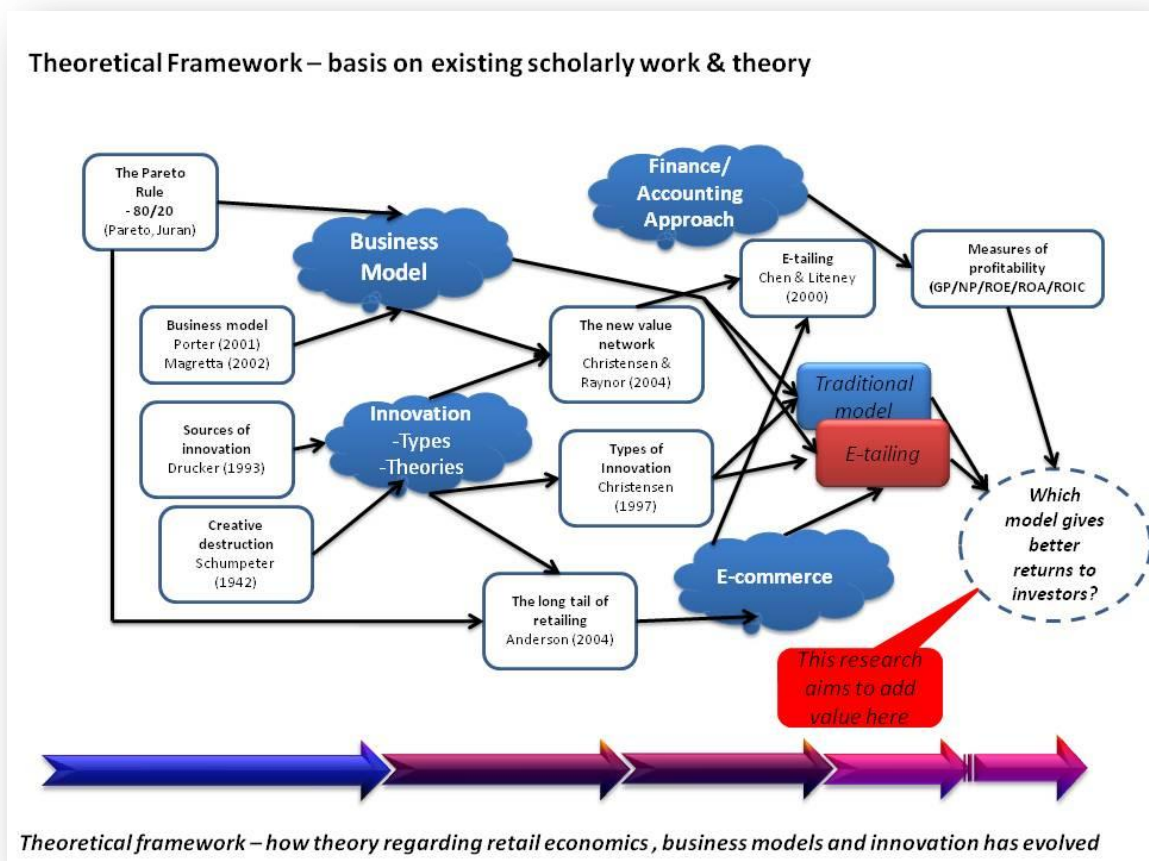 Theoretical Framework – basis on existing scholarly work & theory
The Pareto
Rule
- 80/20
(Pareto, Juran)
Business
Model
Finance/
Accounting
Approach
E-tailing
Chen & Liteney
(2000)
Measures of
profitability
(GP/NP/ROE/ROA/ROIC
Business model
Porter (2001)
Magretta (2002)
The new value
network
Christensen &
Raynor (2004)
Traditional
model
E-tailing
Sources of
innovation
Drucker (1993)
Innovation
-Types
-Theories
Types of
Innovation
Christensen
(1997)
Which
model gives
better
returns to
investors?
Creative
destruction
Schumpeter
(1942)
The long tail of
retailing
Anderson (2004)
E-commerce
This research
aims to add
value here
Theoretical framework – how theory regarding retail economics , business models and innovation has evolved